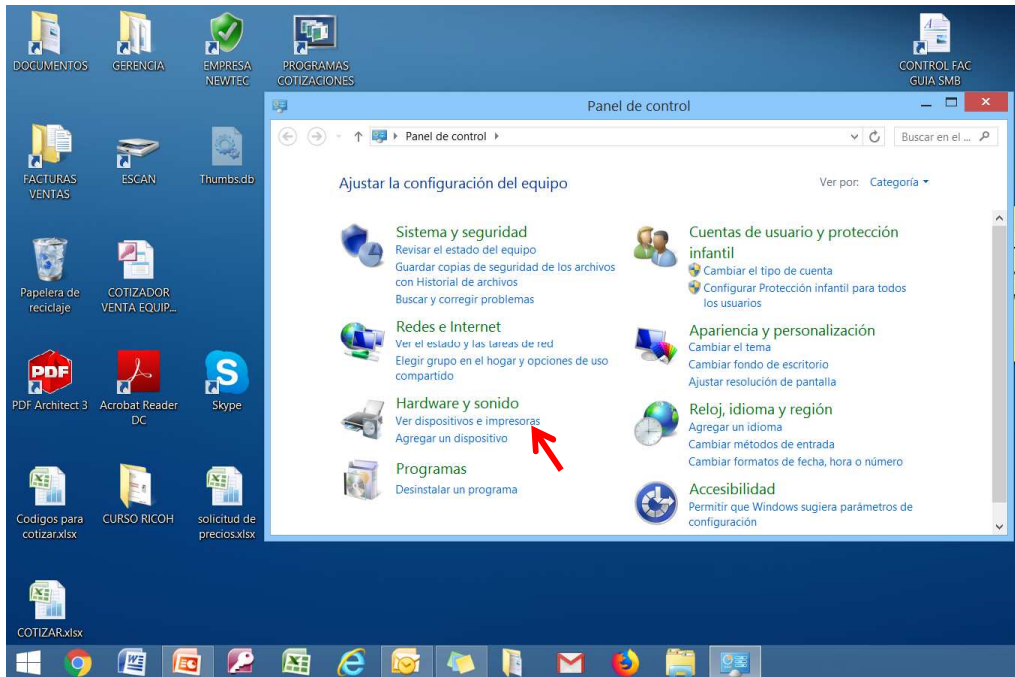 DOCUMENTOS
GERENCIA
EMPRESA
NEWTEC
PROGRAMAS
COTIZACIONES
CONTROL FAC
GUIA SMB
FACTURAS
VENTAS
ESCAN
Thumbs.db
Papelera de
reciclaje
COTIZADOR
VENTA EQUIP...
PDF
PDF Architect 3
Acrobat Reader
DC
Skype
Codigos para
cotizar.xlsx
CURSO RICOH
solicitud de
precios.xlsx
COTIZAR.xlsx
Panel de control
Panel de control
Buscar en el ...
Ajustar la configuración del equipo
Ver por: Categoría
Sistema y seguridad
Revisar el estado del equipo
Guardar copias de seguridad de los archivos
con Historial de archivos
Buscar y corregir problemas
Redes e Internet
Ver el estado y las tareas de red
Elegir grupo en el hogar y opciones de uso
compartido
Hardware y sonido
Ver dispositivos e impresoras
Agregar un dispositivo
Programas
Desinstalar un programa
Cuentas de usuario y protección
infantil
Cambiar el tipo de cuenta
Configurar Protección infantil para todos
los usuarios
Apariencia y personalización
Cambiar el tema
Cambiar fondo de escritorio
Ajustar resolución de pantalla
Reloj, idioma y región
Agregar un idioma
Cambiar métodos de entrada
Cambiar formatos de fecha, hora o número
Accesibilidad
Permitir que Windows sugiera parámetros de
configuración